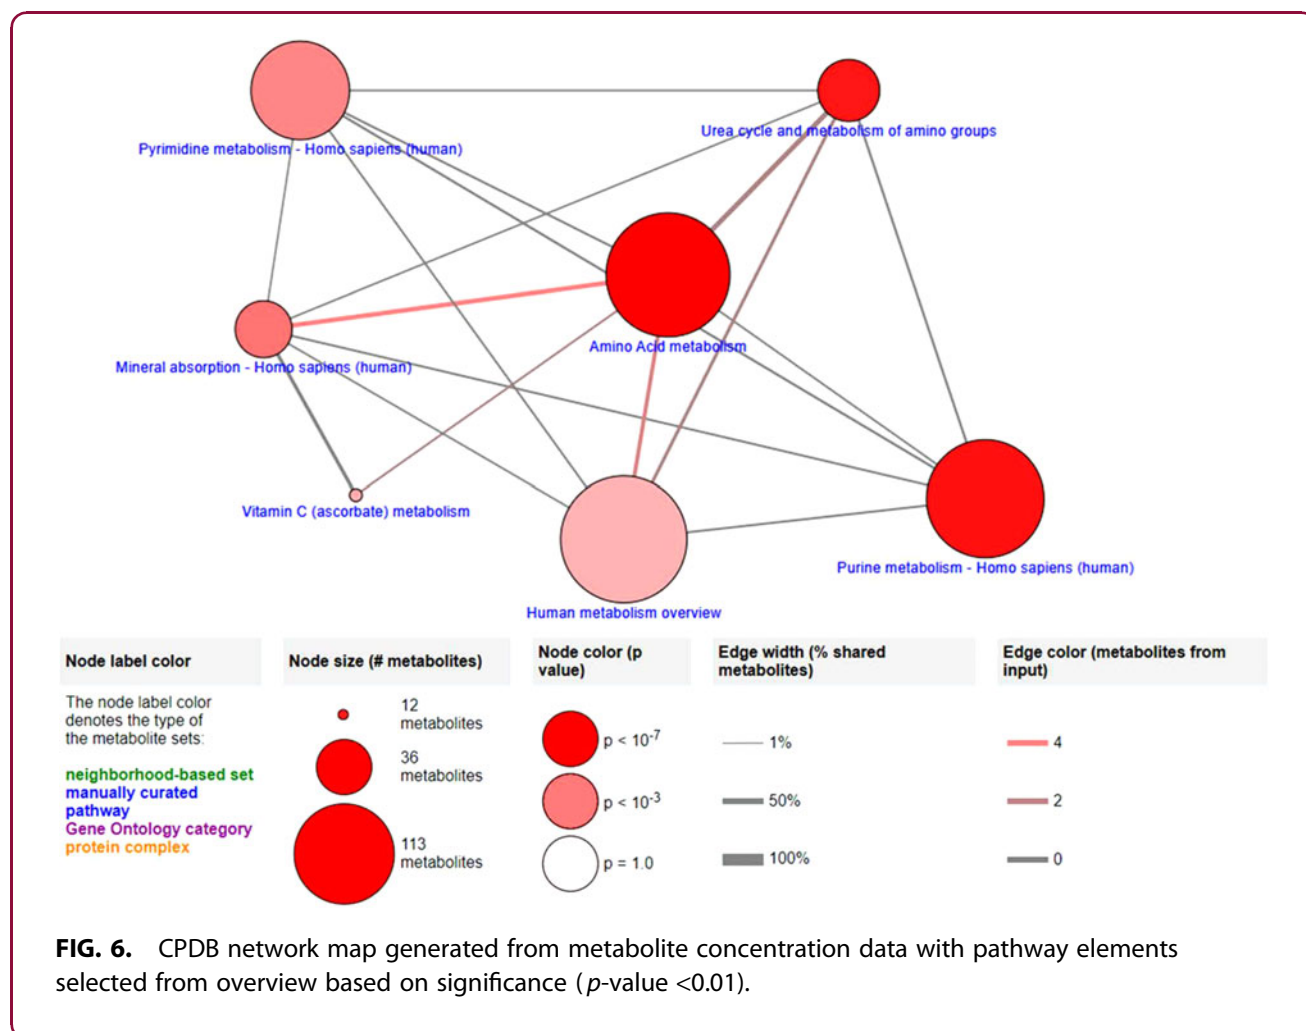 Pyrimidine metabolism - Homo sapiens (human)
Urea cycle and metabolism of amino groups
Amino Acid metabolism
Mineral absorption - Homo sapiens (human)
Vitamin C (ascorbate) metabolism
Purine metabolism - Homo sapiens (human)
Human metabolism overview
Node label color
The node label color
denotes the type of
the metabolite sets:
neighborhood-based set
manually curated
pathway
Gene Ontology category
protein complex
Node size (# metabolites)
12
metabolites
36
metabolites
113
metabolites
Node color (p
value)
p < 10⁻⁷
p < 10⁻³
p = 1.0
Edge width (% shared
metabolites)
1%
50%
100%
Edge color (metabolites from
input)
4
2
0
FIG. 6. CPDB network map generated from metabolite concentration data with pathway elements
selected from overview based on significance (p-value <0.01).